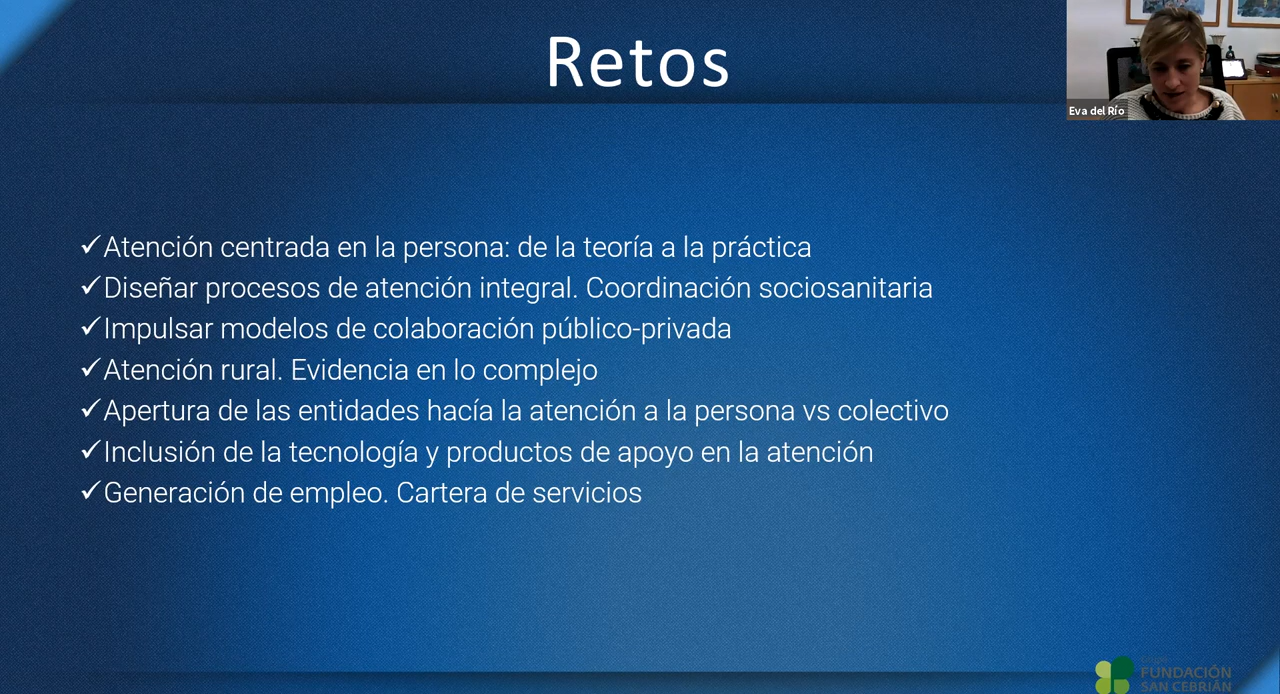 Retos
Eva del Río
✓Atención centrada en la persona: de la teoría a la práctica
✓Diseñar procesos de atención integral. Coordinación sociosanitaria
✓Impulsar modelos de colaboración público-privada
✓Atención rural. Evidencia en lo complejo
✓Apertura de las entidades hacía la atención a la persona vs colectivo
✓Inclusión de la tecnología y productos de apoyo en la atención
✓Generación de empleo. Cartera de servicios
FUNDACIÓN
SAN CEBRIÁN